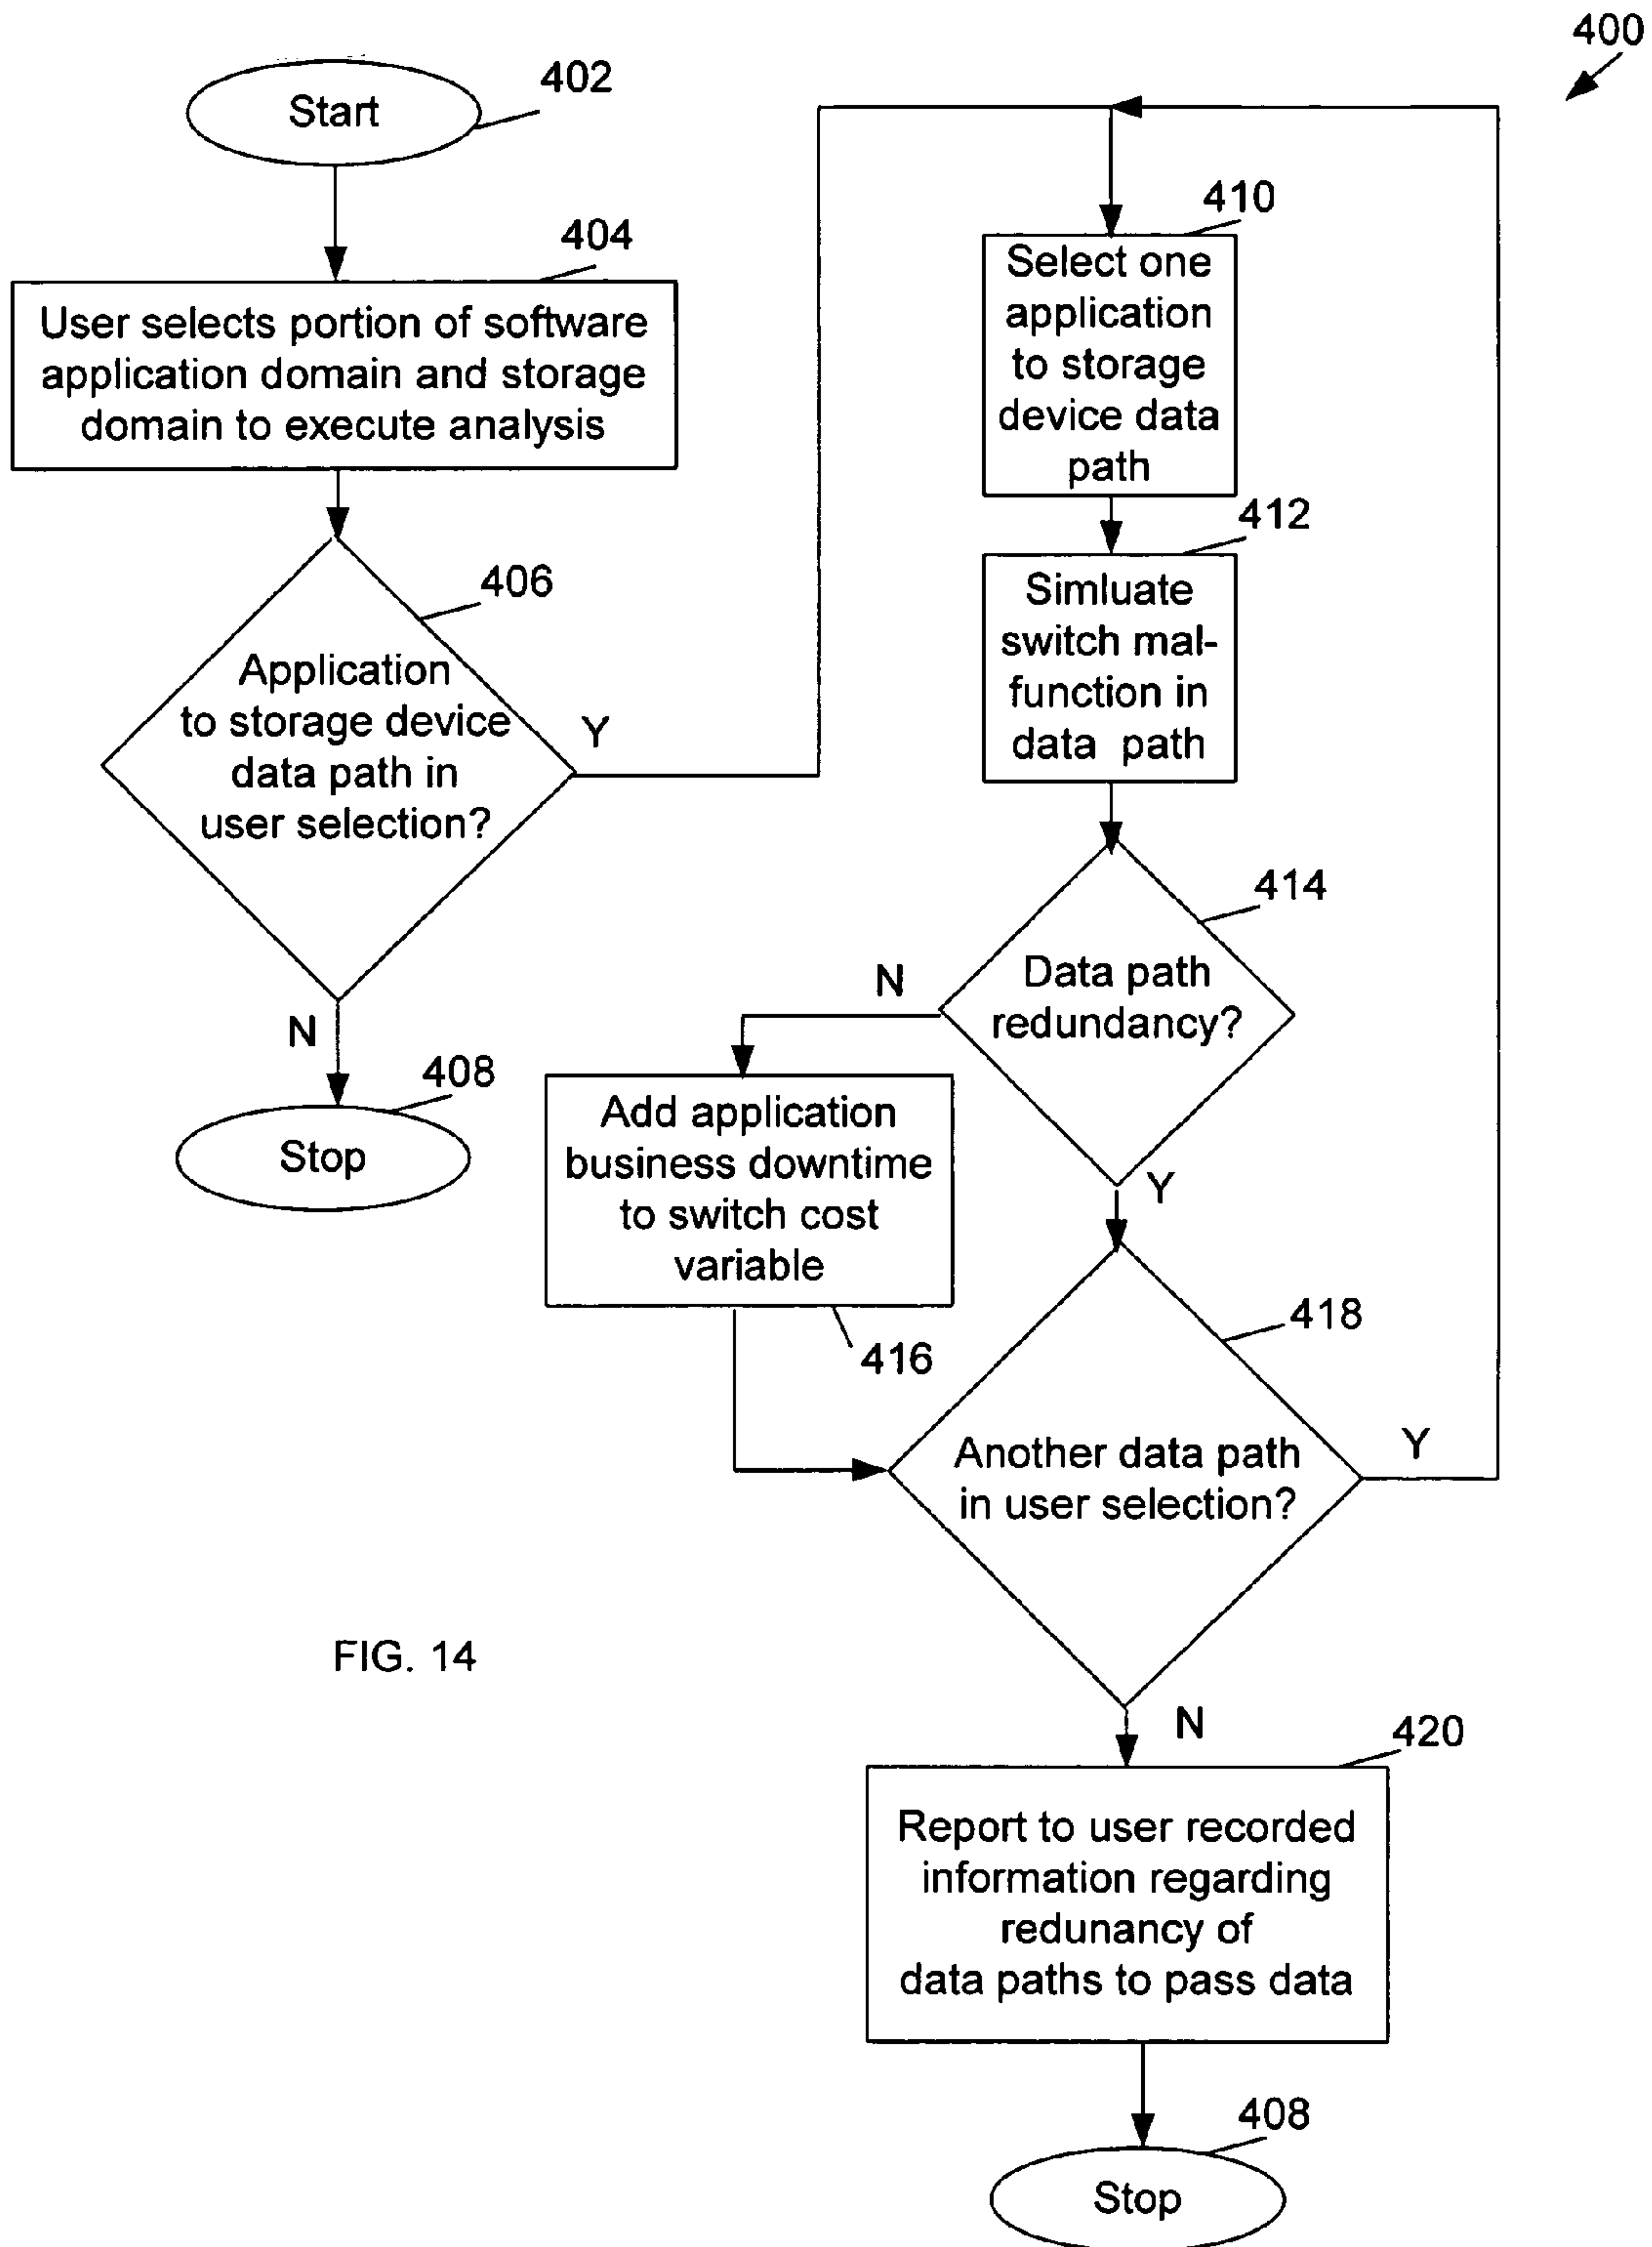 400
Start
402
404
User selects portion of software
application domain and storage
domain to execute analysis
406
Application
to storage device
data path in
user selection?
Y
N
408
Stop
410
Select one
application
to storage
device data
path
412
Simluate
switch mal-
function in
data path
414
Data path
redundancy?
N
Y
Add application
business downtime
to switch cost
variable
416
418
Another data path
in user selection?
Y
N
420
Report to user recorded
information regarding
redunancy of
data paths to pass data
408
Stop
FIG. 14